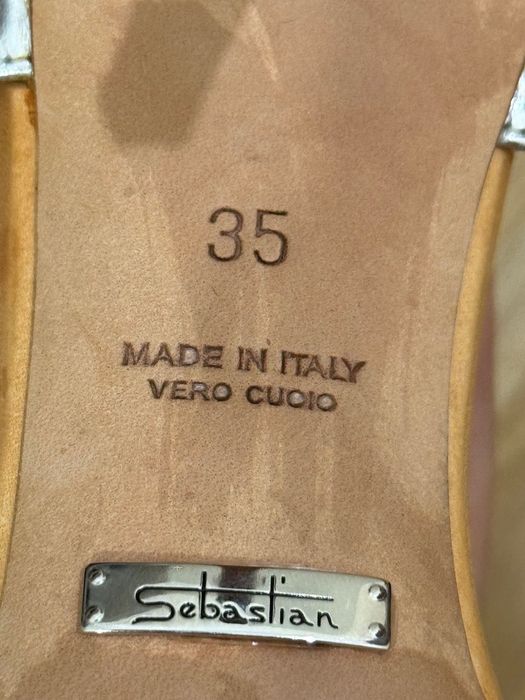 35
MADE IN ITALY
VERO CUOIO
Sebastian